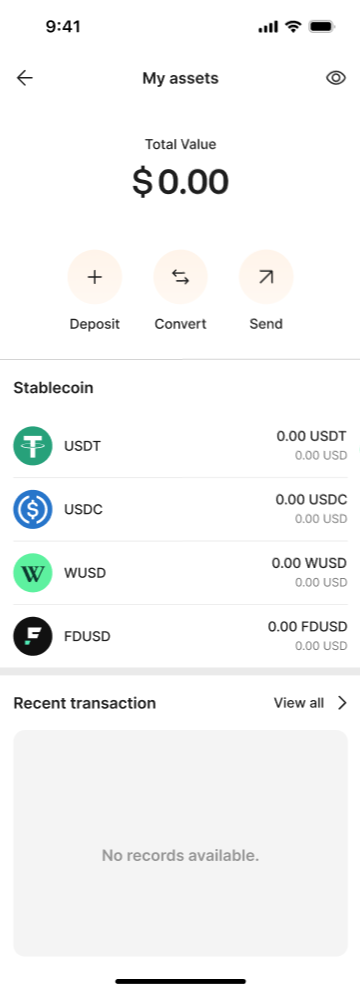 9:41
My assets
Total Value
$ 0.00
Deposit
Convert
Send
Stablecoin
USDT
0.00 USDT
0.00 USD
USDC
0.00 USDC
0.00 USD
WUSD
0.00 WUSD
0.00 USD
FDUSD
0.00 FDUSD
0.00 USD
Recent transaction
View all
No records available.